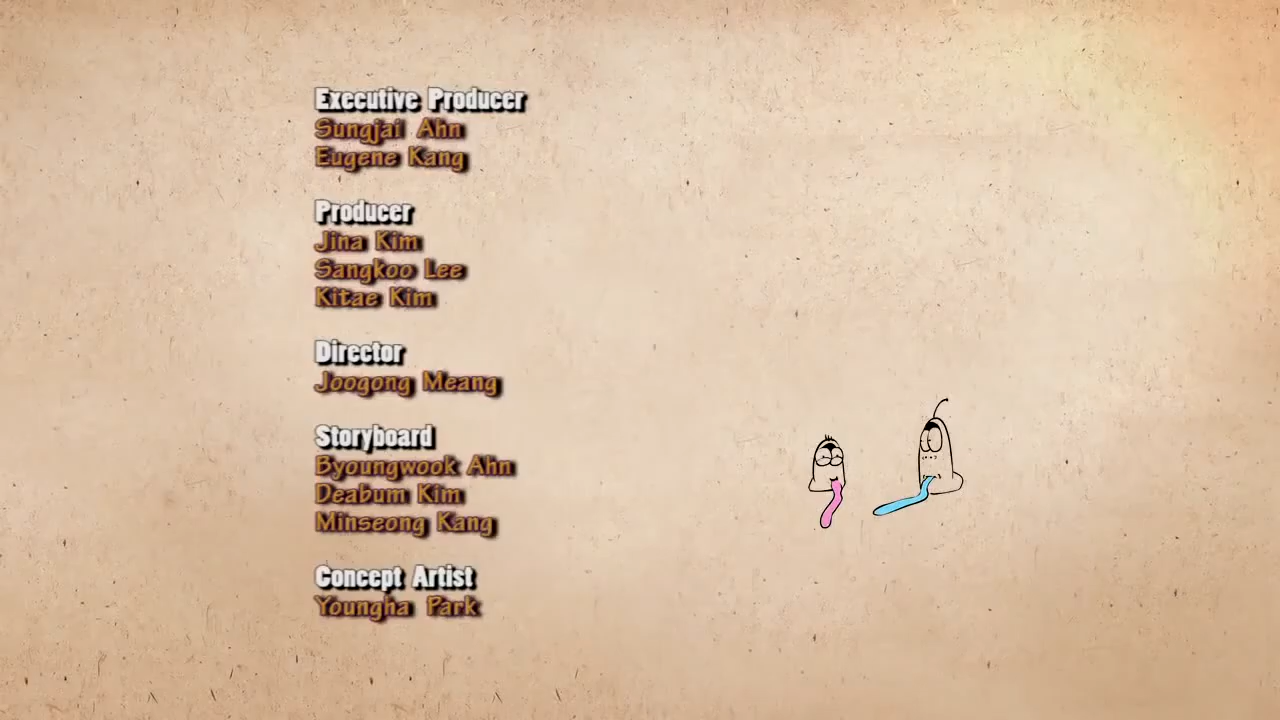 Executive Producer
Sungjai Ahn
Eugene Kang
Producer
Jina Kim
Sangkoo Lee
Kitae Kim
Director
Joogong Meang
Storyboard
Byoungwook Ahn
Deabum Kim
Minseong Kang
Concept Artist
Youngha Park